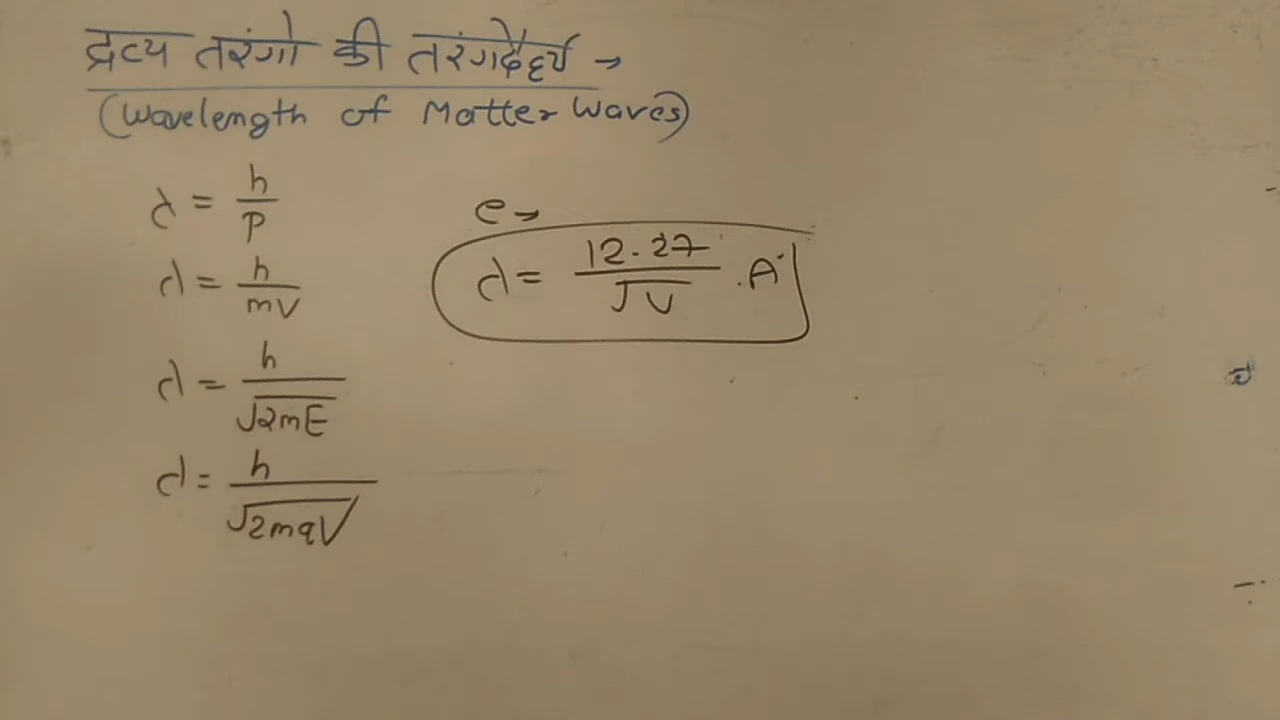 द्रव्य तरंगो की तरंगदैर्ध्य →
(Wavelength of Matter Waves)
λ = h/P
λ = h/mV
λ = h/√2mE
λ = h/√2mqV
e →
λ = 12.27/√V . A°